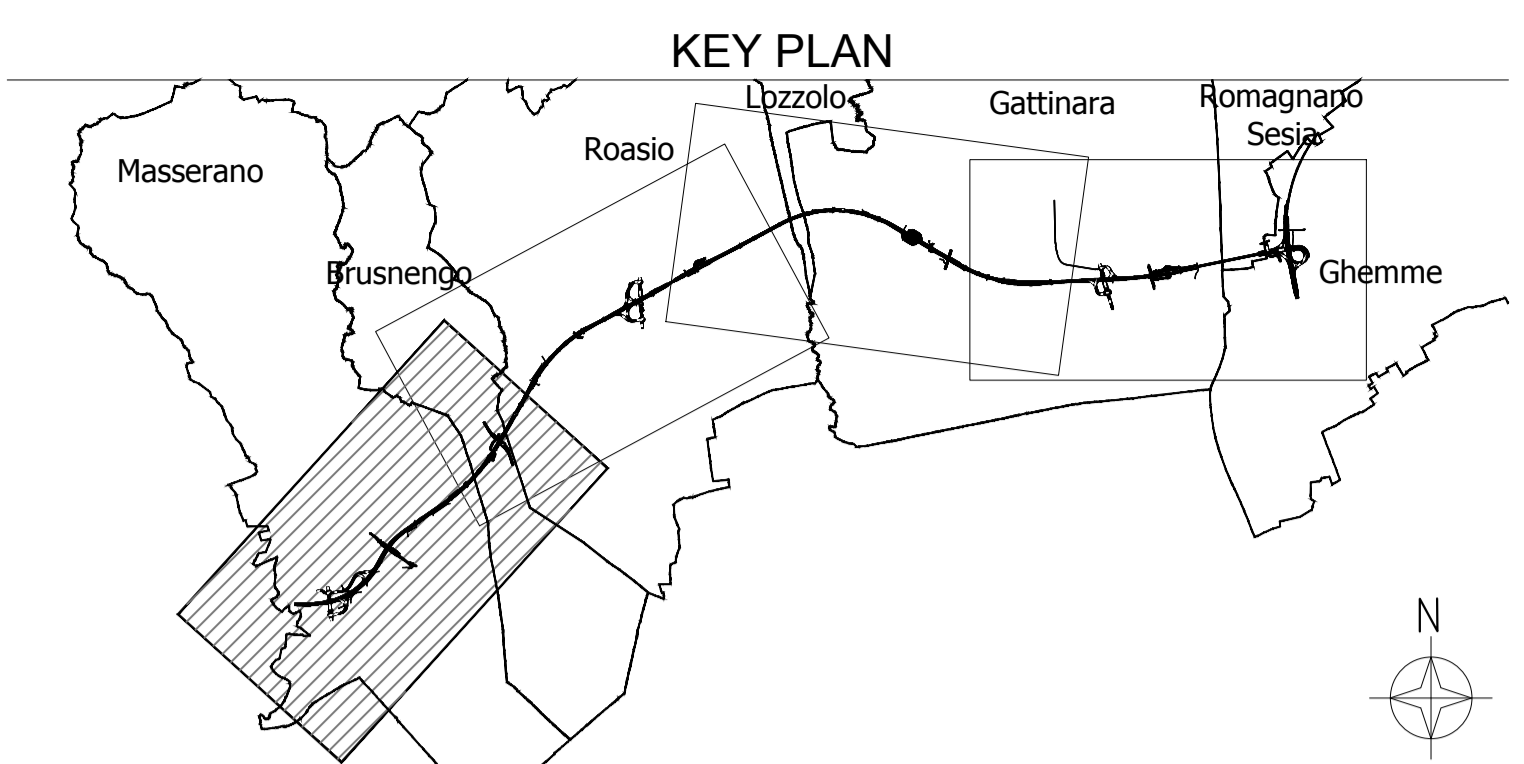 KEY PLAN
Lozzolo
Gattinara
Romagnano
Sesia
Roasio
Masserano
Brusnengo
Ghemme
N